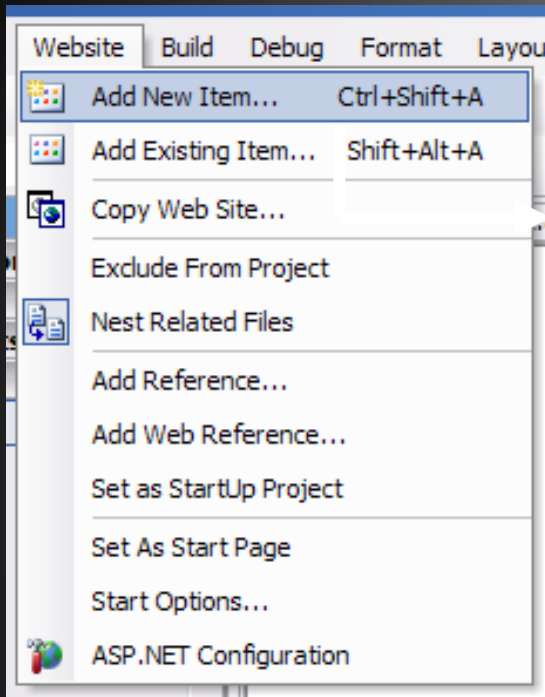 Website Build Debug Format Layou
Add New Item... Ctrl+Shift+A
Add Existing Item... Shift+Alt+A
Copy Web Site...
Exclude From Project
Nest Related Files
Add Reference...
Add Web Reference...
Set as StartUp Project
Set As Start Page
Start Options...
ASP.NET Configuration